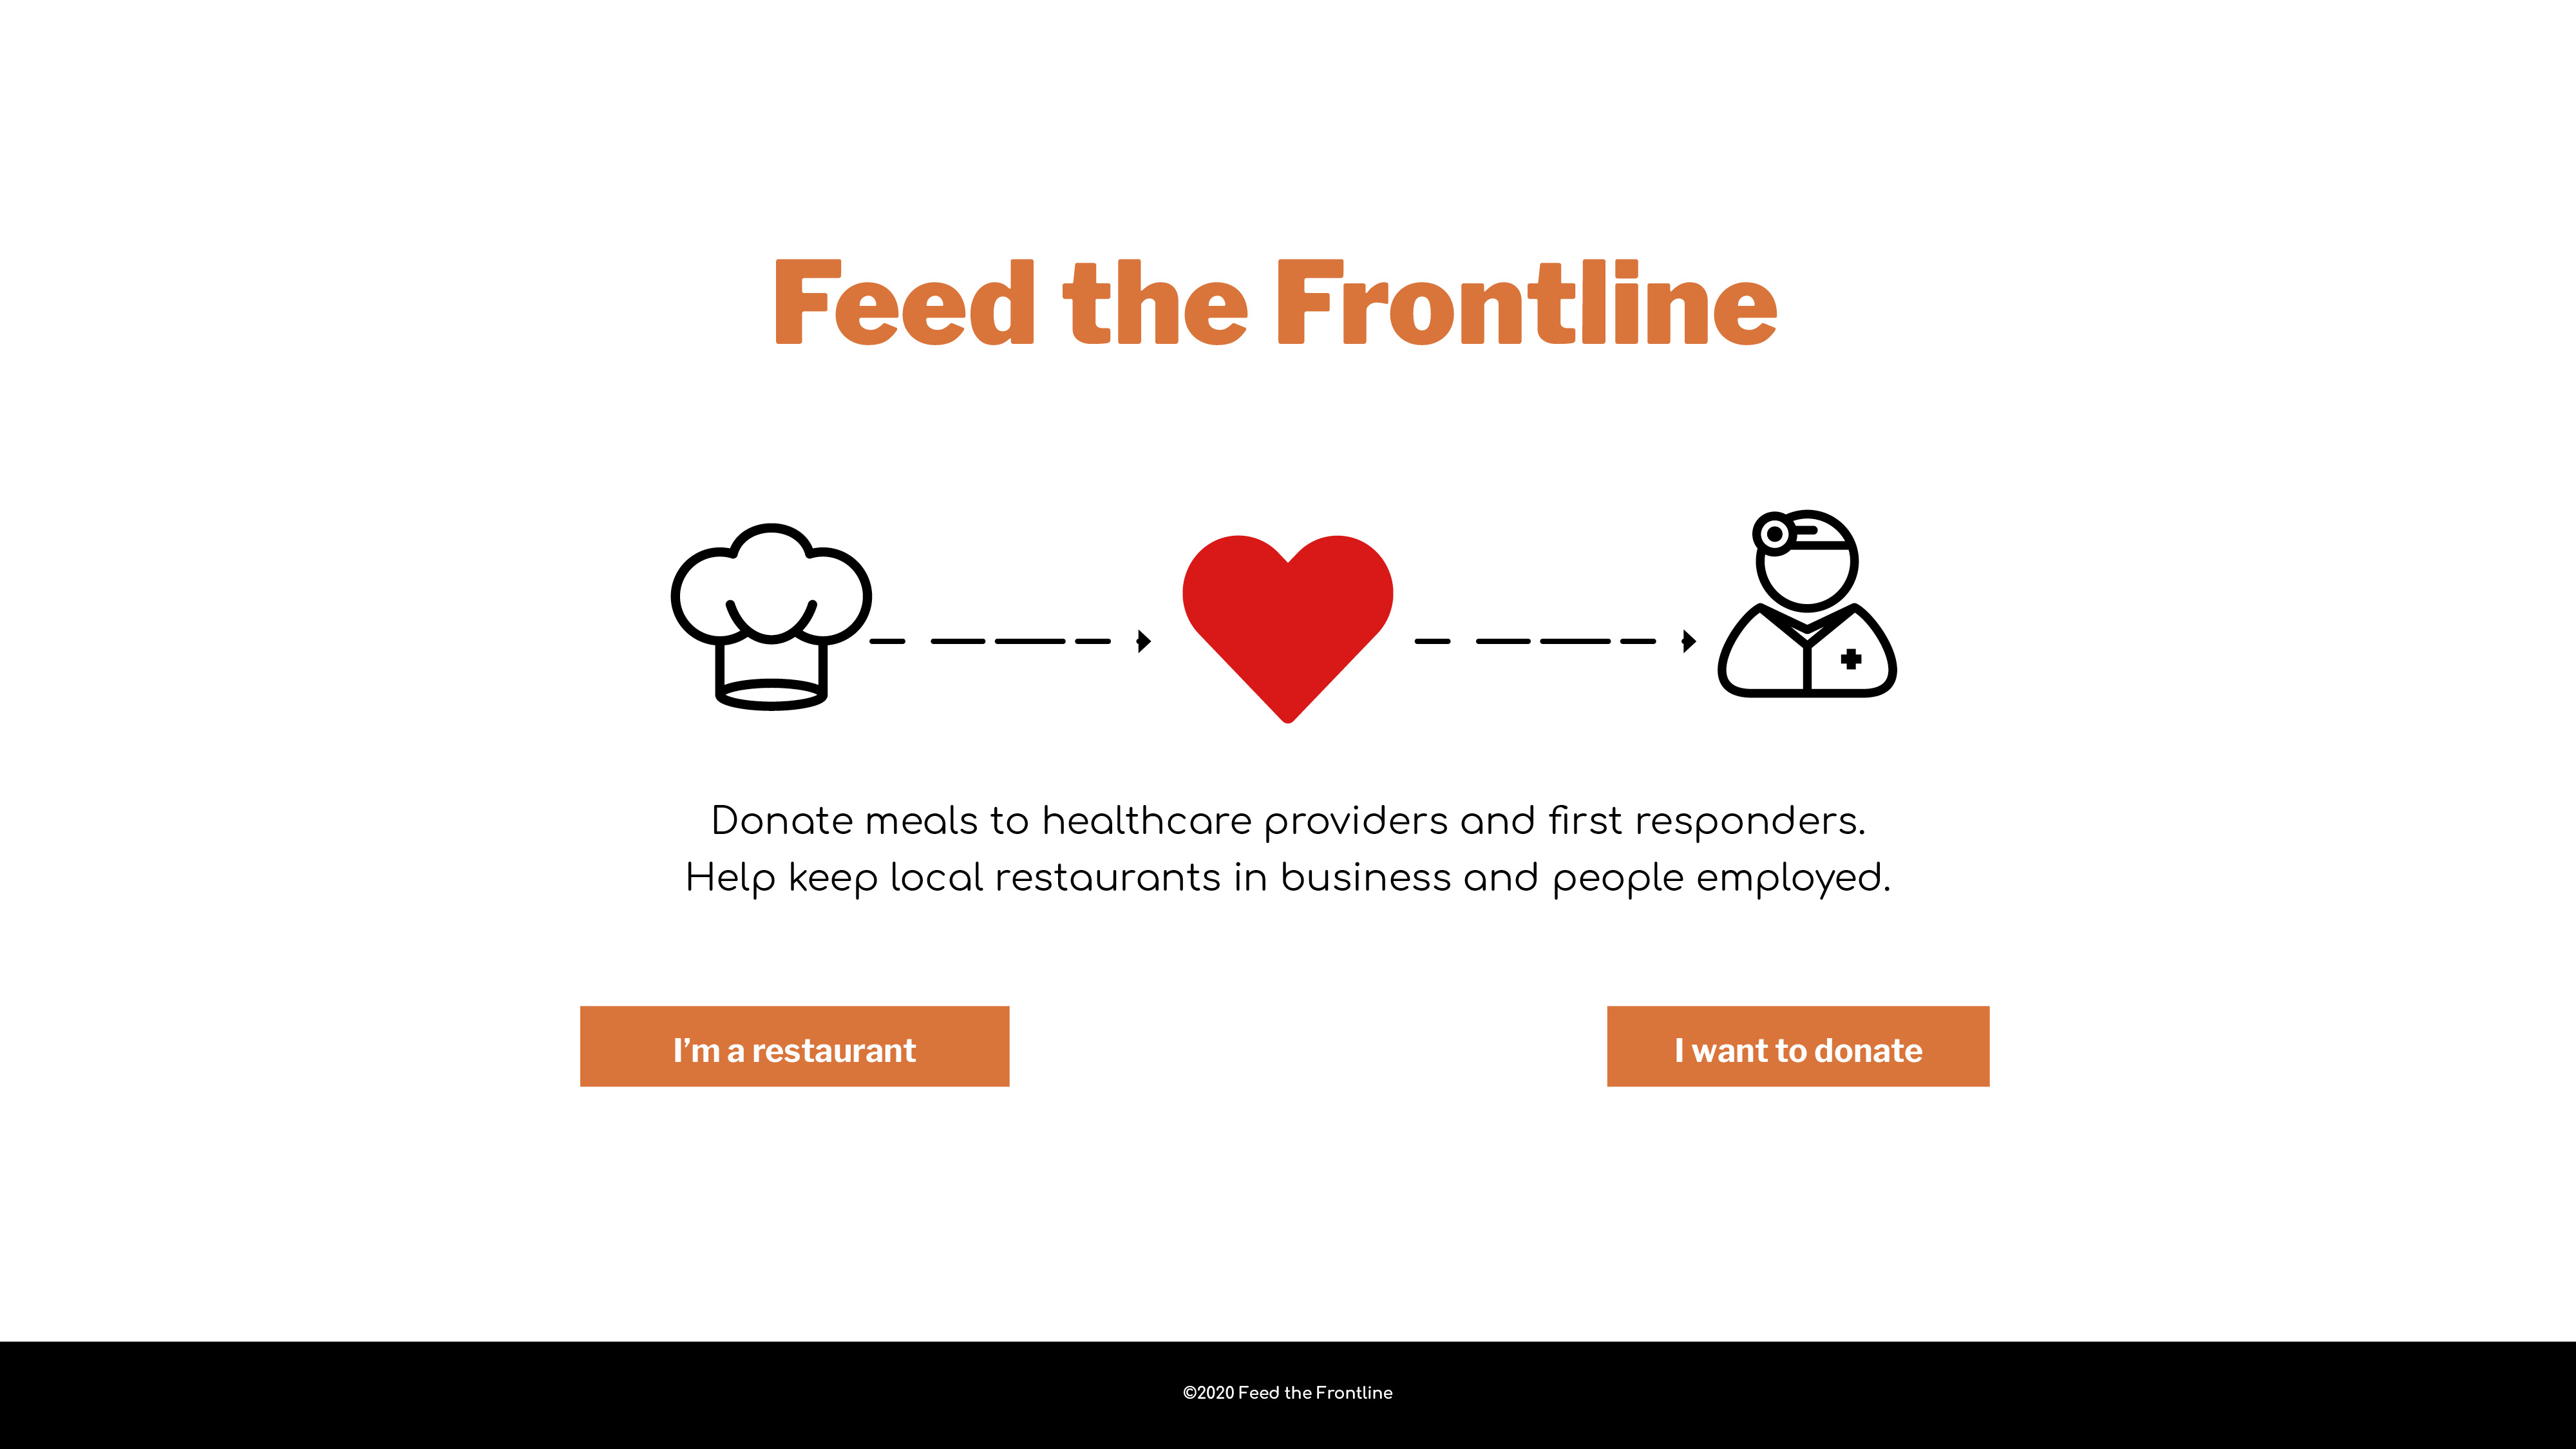 Feed the Frontline
Donate meals to healthcare providers and first responders.
Help keep local restaurants in business and people employed.
I’m a restaurant
I want to donate
©2020 Feed the Frontline